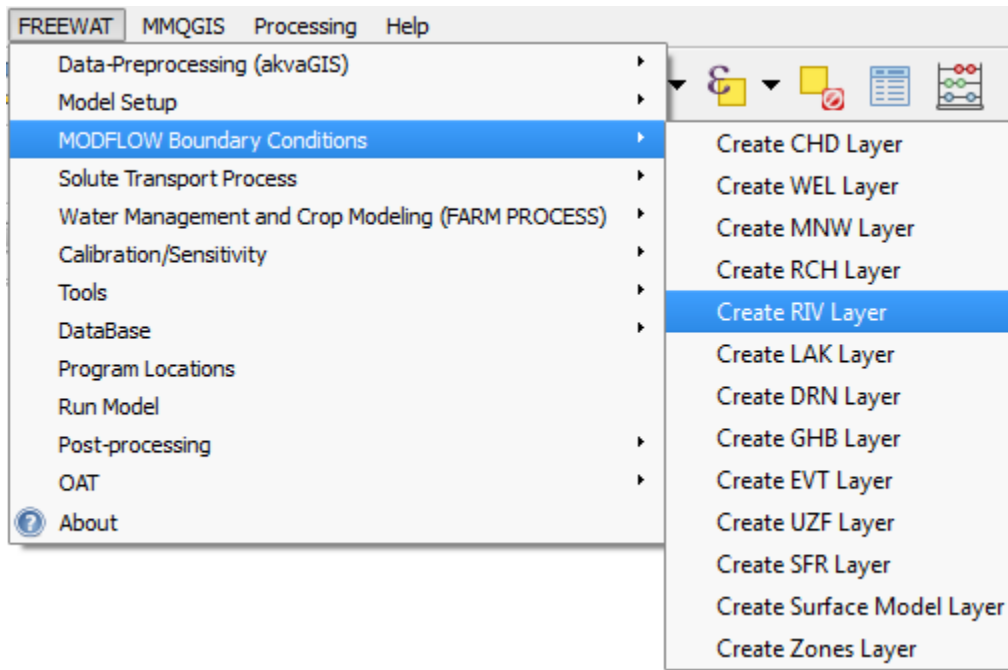 FREEWAT MMQGIS Processing Help
Data-Preprocessing (akvaGIS)
Model Setup
MODFLOW Boundary Conditions
Solute Transport Process
Water Management and Crop Modeling (FARM PROCESS)
Calibration/Sensitivity
Tools
DataBase
Program Locations
Run Model
Post-processing
OAT
About
Create CHD Layer
Create WEL Layer
Create MNW Layer
Create RCH Layer
Create RIV Layer
Create LAK Layer
Create DRN Layer
Create GHB Layer
Create EVT Layer
Create UZF Layer
Create SFR Layer
Create Surface Model Layer
Create Zones Layer